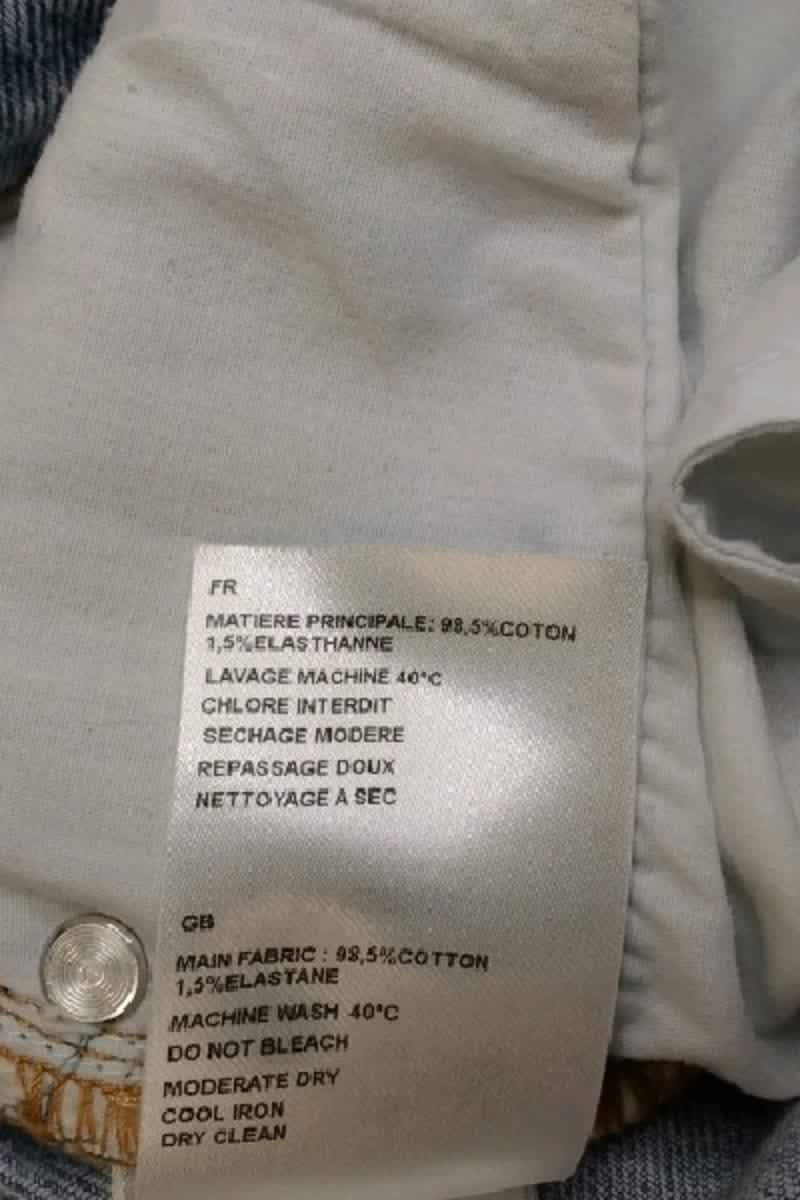 FR
MATIERE PRINCIPALE: 98,5%COTON
1,5%ELASTHANNE
LAVAGE MACHINE 40°C
CHLORE INTERDIT
SECHAGE MODERE
REPASSAGE DOUX
NETTOYAGE À SEC
GB
MAIN FABRIC : 98,5%COTTON
1,5%ELASTANE
MACHINE WASH 40°C
DO NOT BLEACH
MODERATE DRY
COOL IRON
DRY CLEAN